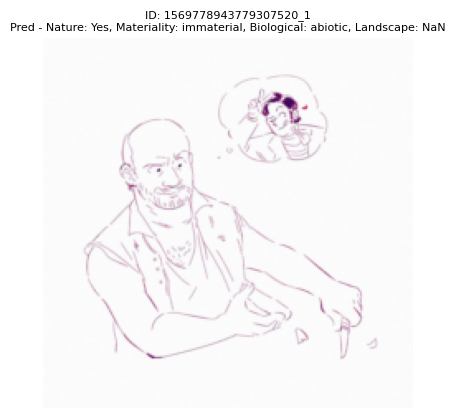 ID: 1569778943779307520_1
Pred - Nature: Yes, Materiality: immaterial, Biological: abiotic, Landscape: NaN